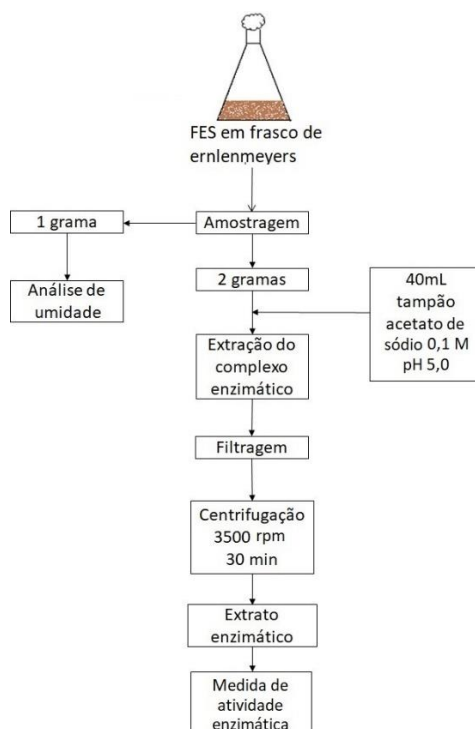 FES em frasco de
ernlenmeyers
1 grama
Amostragem
Análise de
umidade
2 gramas
40mL
tampão
acetato de
sódio 0,1 M
pH 5,0
Extração do
complexo
enzimático
Filtragem
Centrifugação
3500 rpm
30 min
Extrato
enzimático
Medida de
atividade
enzimática